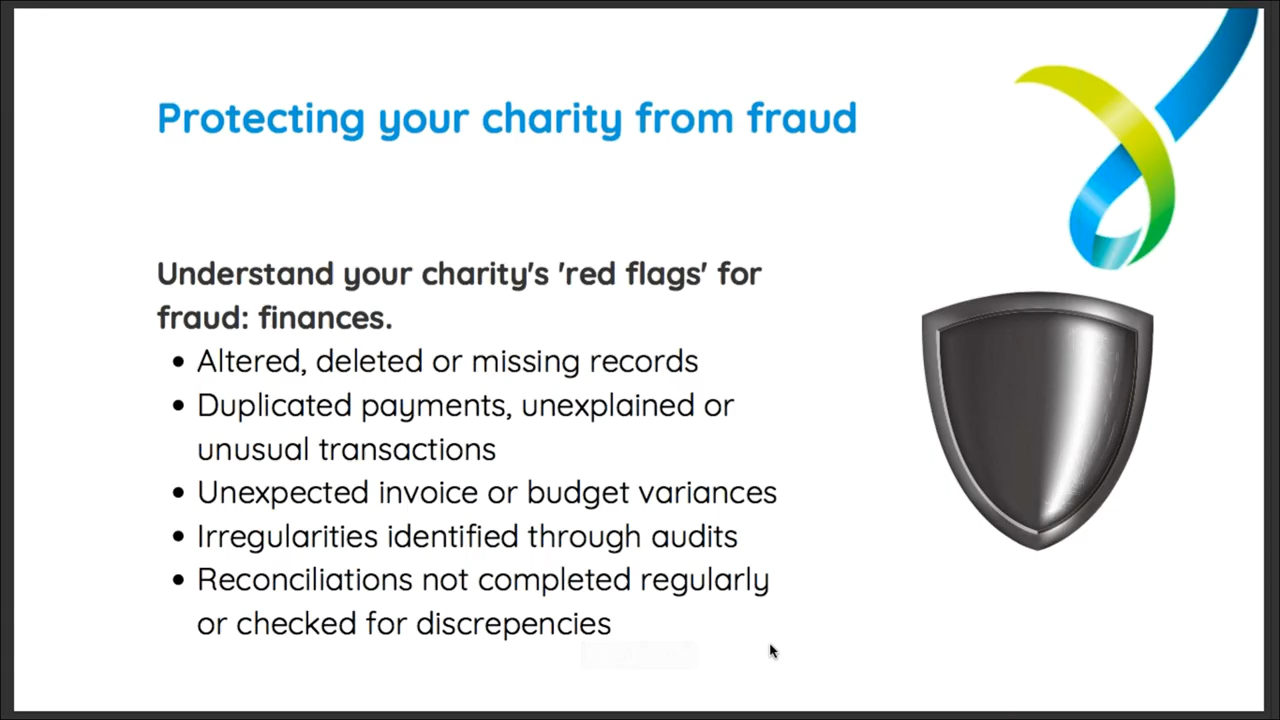 Protecting your charity from fraud
Understand your charity's 'red flags' for
fraud: finances.
• Altered, deleted or missing records
• Duplicated payments, unexplained or
unusual transactions
• Unexpected invoice or budget variances
• Irregularities identified through audits
• Reconciliations not completed regularly
or checked for discrepencies